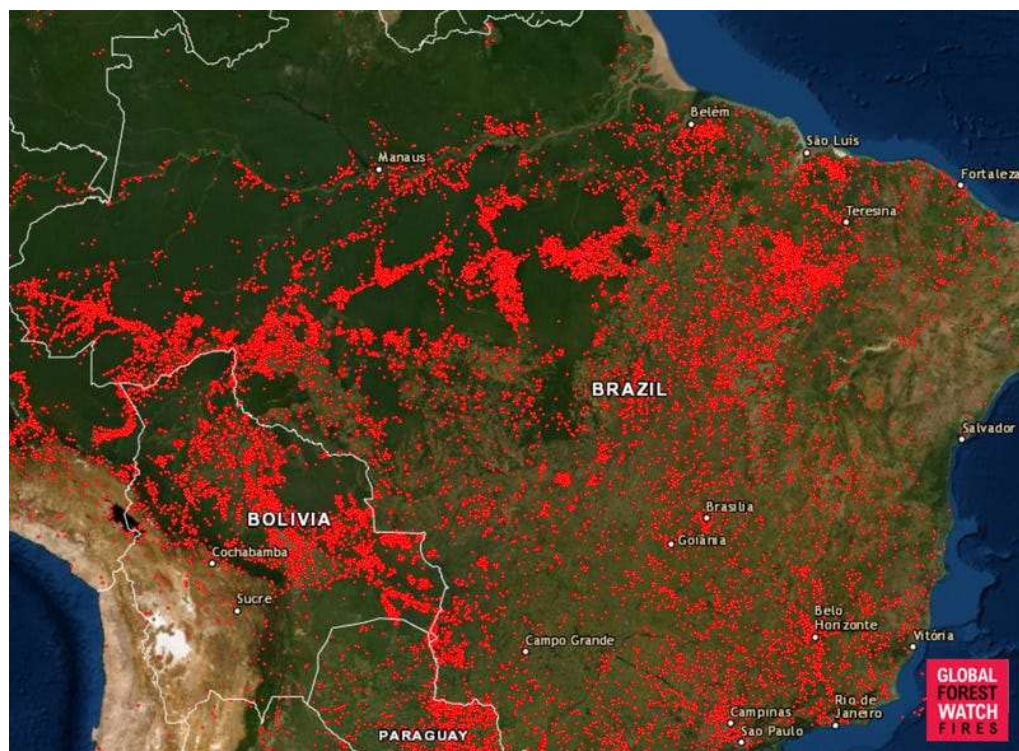 Belém
São Luís
Manaus
Fortaleza
Teresina
BRAZIL
Salvador
Brasília
BOLIVIA
Goiânia
Cochabamba
Sucre
Belo
Horizonte
Vitória
Campo Grande
GLOBAL
FOREST
WATCH
FIRES
Rio de
Janeiro
Campinas
Sao Paulo
PARAGUAY